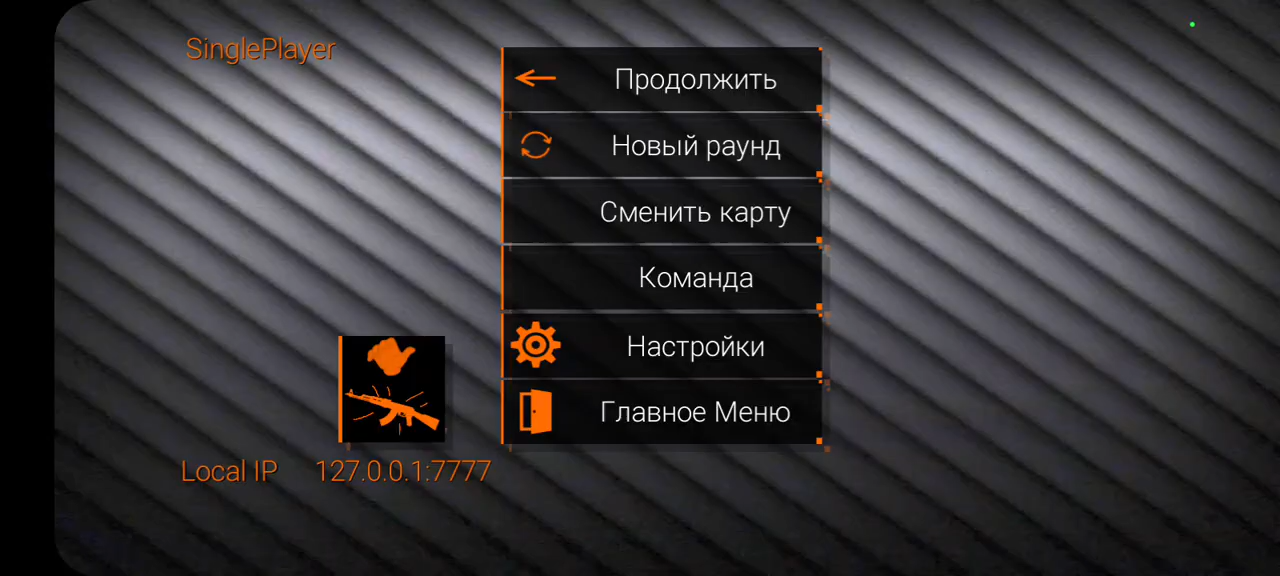 SinglePlayer
Продолжить
Новый раунд
Сменить карту
Команда
Настройки
Главное Меню
Local IP 127.0.0.1:7777